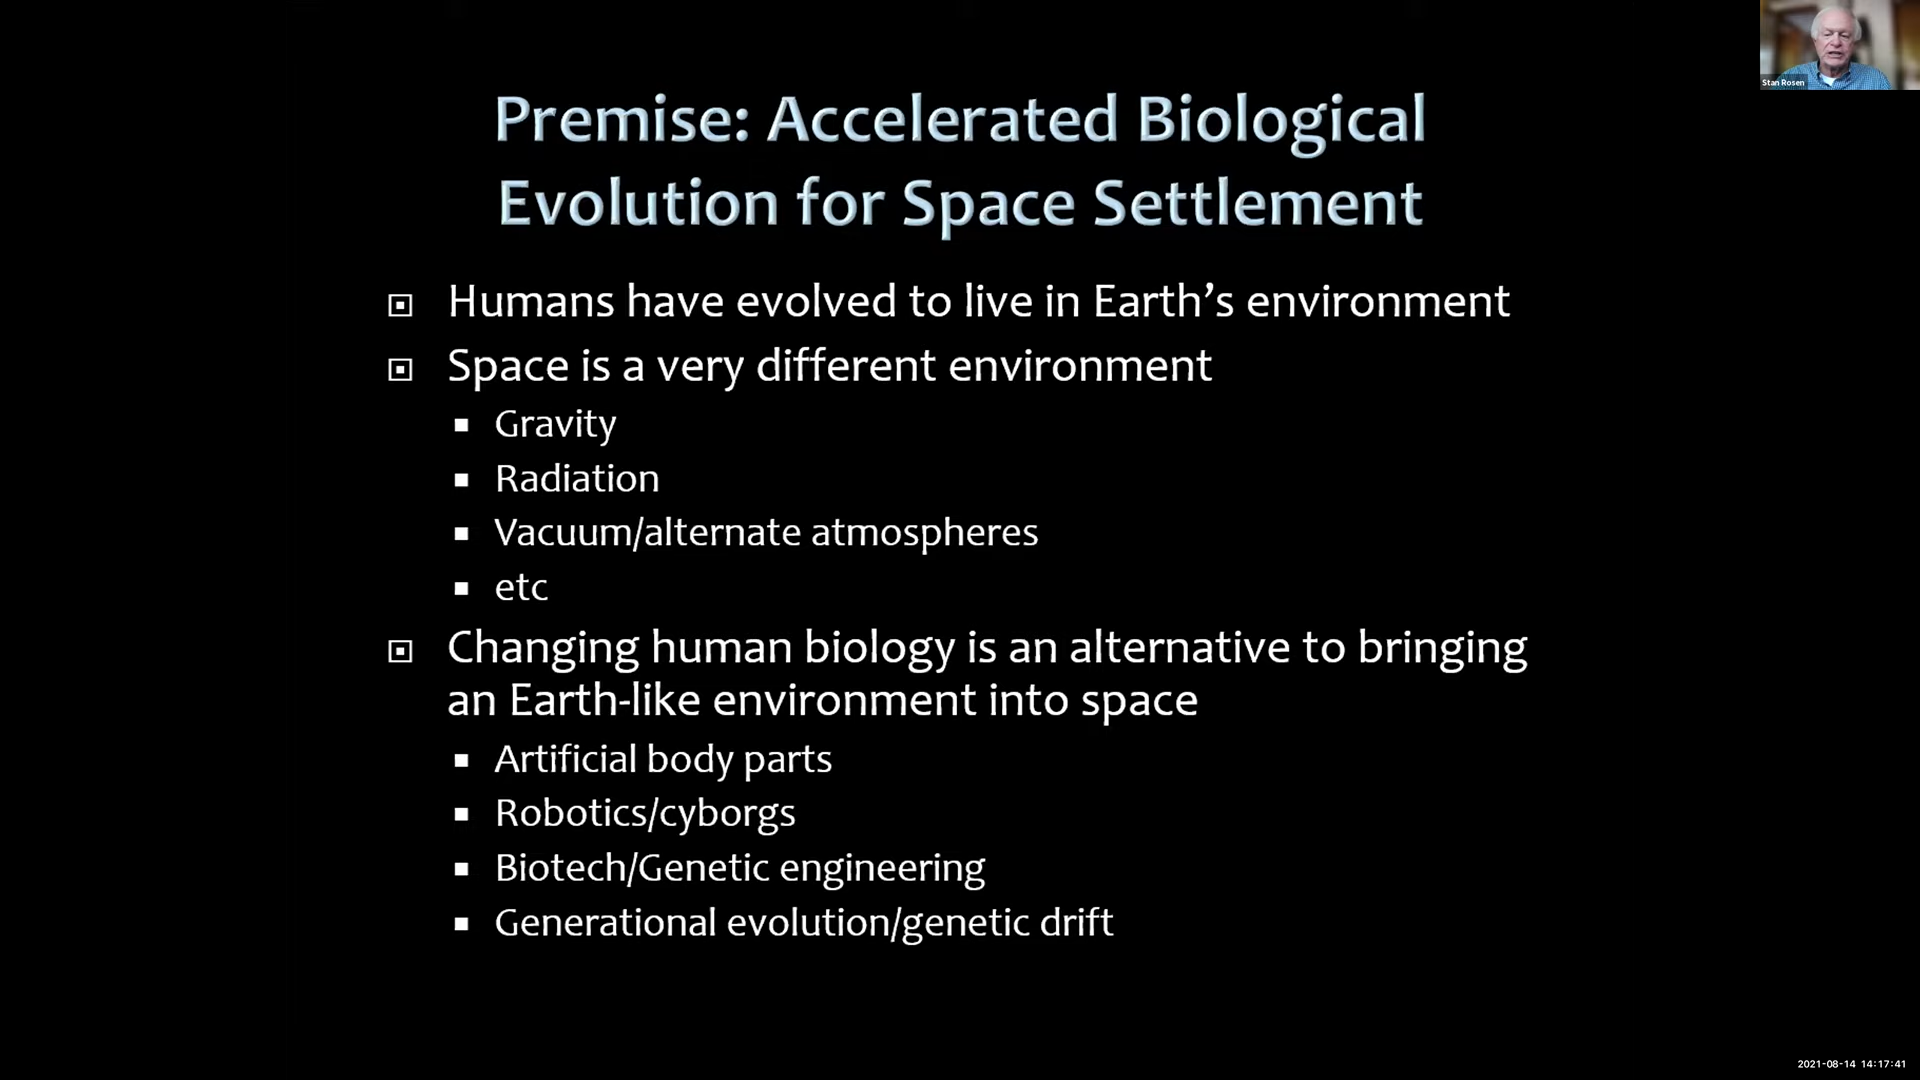 Stan Rosen
Premise: Accelerated Biological
Evolution for Space Settlement
Humans have evolved to live in Earth’s environment
Space is a very different environment
Gravity
Radiation
Vacuum/alternate atmospheres
etc
Changing human biology is an alternative to bringing
an Earth-like environment into space
Artificial body parts
Robotics/cyborgs
Biotech/Genetic engineering
Generational evolution/genetic drift
2021-08-14 14:17:41